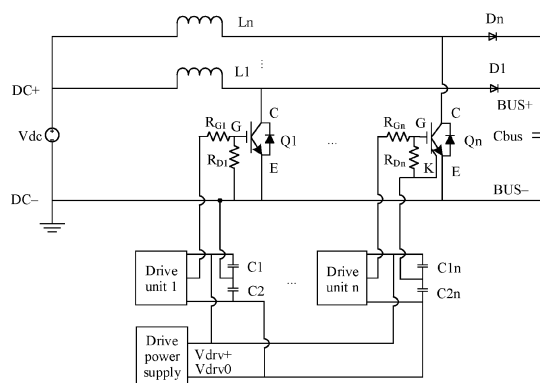 Ln
Dn
DC+
L1
D1
Vdc
RG1
G
C
Q1
RD1
E
...
RGn
G
C
Qn
RDn
K
E
BUS+
Cbus
DC−
BUS−
Drive
unit 1
C1
C2
...
Drive
unit n
C1n
C2n
Drive
power
supply
Vdrv+
Vdrv0